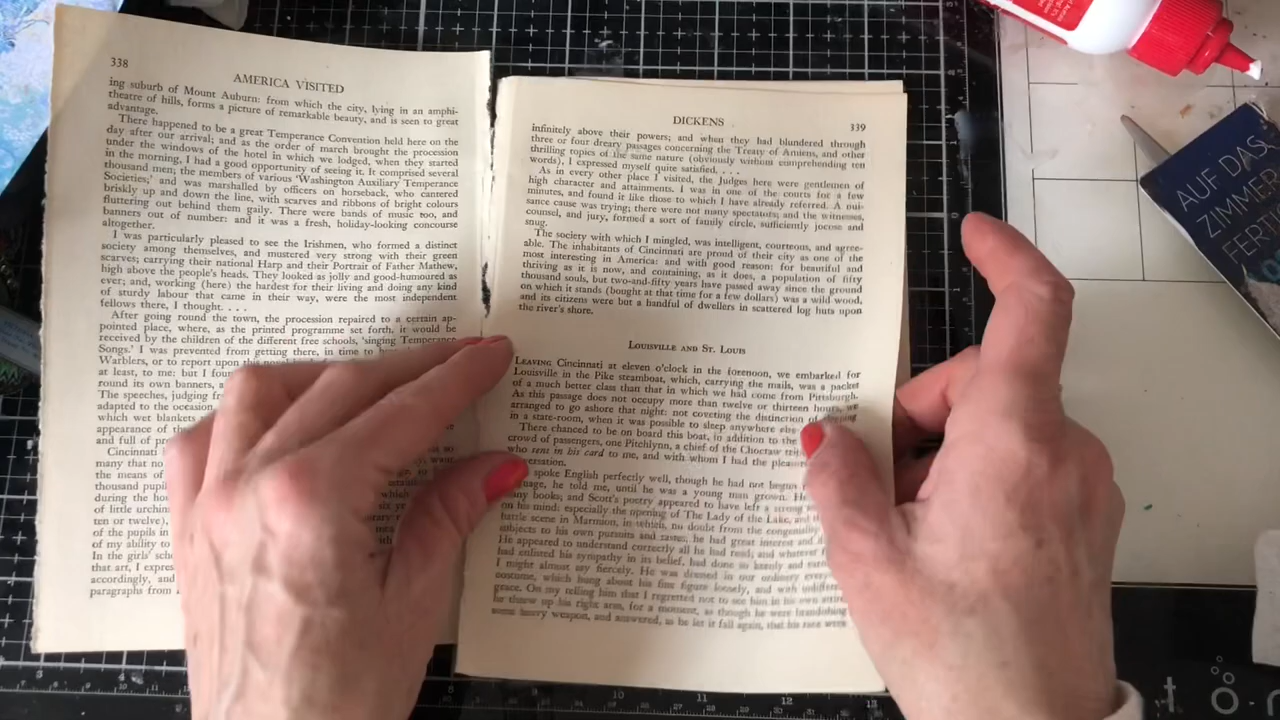 338
AMERICA VISITED
ing suburb of Mount Auburn: from which the city, lying in an amphi-
theatre of hills, forms a picture of remarkable beauty, and is seen to great
advantage.
There happened to be a great Temperance Convention held here on the
day after our arrival; and as the order of march brought the procession
under the windows of the hotel in which we lodged, when they started
in the morning, I had a good opportunity of seeing it. It comprised several
thousand men; the members of various 'Washington Auxiliary Temperance
Societies;' and was marshalled by officers on horseback, who cantered
briskly up and down the line, with scarves and ribbons of bright colours
fluttering out behind them gaily. There were bands of music too, and
banners out of number: and it was a fresh, holiday-looking concourse
altogether.
I was particularly pleased to see the Irishmen, who formed a distinct
society among themselves, and mustered very strong with their green
scarves; carrying their national Harp and their Portrait of Father Mathew,
high above the people's heads. They looked as jolly and good-humoured as
ever; and, working (here) the hardest for their living and doing any kind
of sturdy labour that came in their way, were the most independent
fellows there, I thought. . . .
After going round the town, the procession repaired to a certain ap-
pointed place, where, as the printed programme set forth, it would be
received by the children of the different free schools, 'singing Temperance
Songs.' I was prevented from getting there, in time to
Warblers, or to report upon this
at least, to me: but I
round its own banners,
The speeches, judging
adapted to the occasion
which wet blankets
appearance of
and full of
Cincinnati
many that no
the means of
thousand
during the
of little
ten or twelve),
of the pupils in
of my ability to
In the girls'
that art, I
accordingly, and
paragraphs from
which
DICKENS
339
infinitely above their powers; and when they had blundered through
three or four dreary passages concerning the Treaty of Amiens, and other
thrilling topics of the same nature (obviously without comprehending ten
words), I expressed myself quite satisfied. . . .
As in every other place I visited, the Judges here were gentlemen of
high character and attainments. I was in one of the courts for a few
minutes, and found it like those to which I have already referred. A nui-
sance cause was trying; there were not many spectators; and the witnesses,
counsel, and jury, formed a sort of family circle, sufficiently jocose and
snug.
The society with which I mingled, was intelligent, courteous, and agree-
able. The inhabitants of Cincinnati are proud of their city as one of the
most interesting in America: and with good reason: for beautiful and
thriving as it is now, and containing, as it does, a population of fifty
thousand souls, but two-and-fifty years have passed away since the ground
on which it stands (bought at that time for a few dollars) was a wild wood,
and its citizens were but a handful of dwellers in scattered log huts upon
the river's shore.
LOUISVILLE AND ST. LOUIS
LEAVING Cincinnati at eleven o'clock in the forenoon, we embarked for
Louisville in the Pike steamboat, which, carrying the mails, was a packet
of a much better class than that in which we had come from Pittsburgh.
As this passage does not occupy more than twelve or thirteen hours, we
arranged to go ashore that night: not coveting the distinction of sleeping
in a state-room, when it was possible to sleep anywhere
There chanced to be on board this boat, in addition to the
crowd of passengers, one Pitchlynn, a chief of the Choctaw
who sent in his card to me, and with whom I had the
spoke English perfectly well, though he had not begun
he told me, until he was a young man grown. He
many books; and Scott's poetry appeared to have left a strong
on his mind: especially the opening of The Lady of the Lake, and
battle scene in Marmion, in which, no doubt from the congeniality
subjects to his own pursuits and tastes, he had great interest and
He appeared to understand correctly all he had read; and whatever
had enlisted his sympathy in its belief, had done so keenly and
I might almost say fiercely. He was dressed in our ordinary
costume, which hung about his fine figure loosely, and with
grace. On my telling him that I regretted not to see him in his own
he threw up his right arm, for a moment, as though he were brandishing
some heavy weapon, and answered, as he let it fall again, that his race were
AUF DAS
ZIMMER
FERT
10
11
12
13